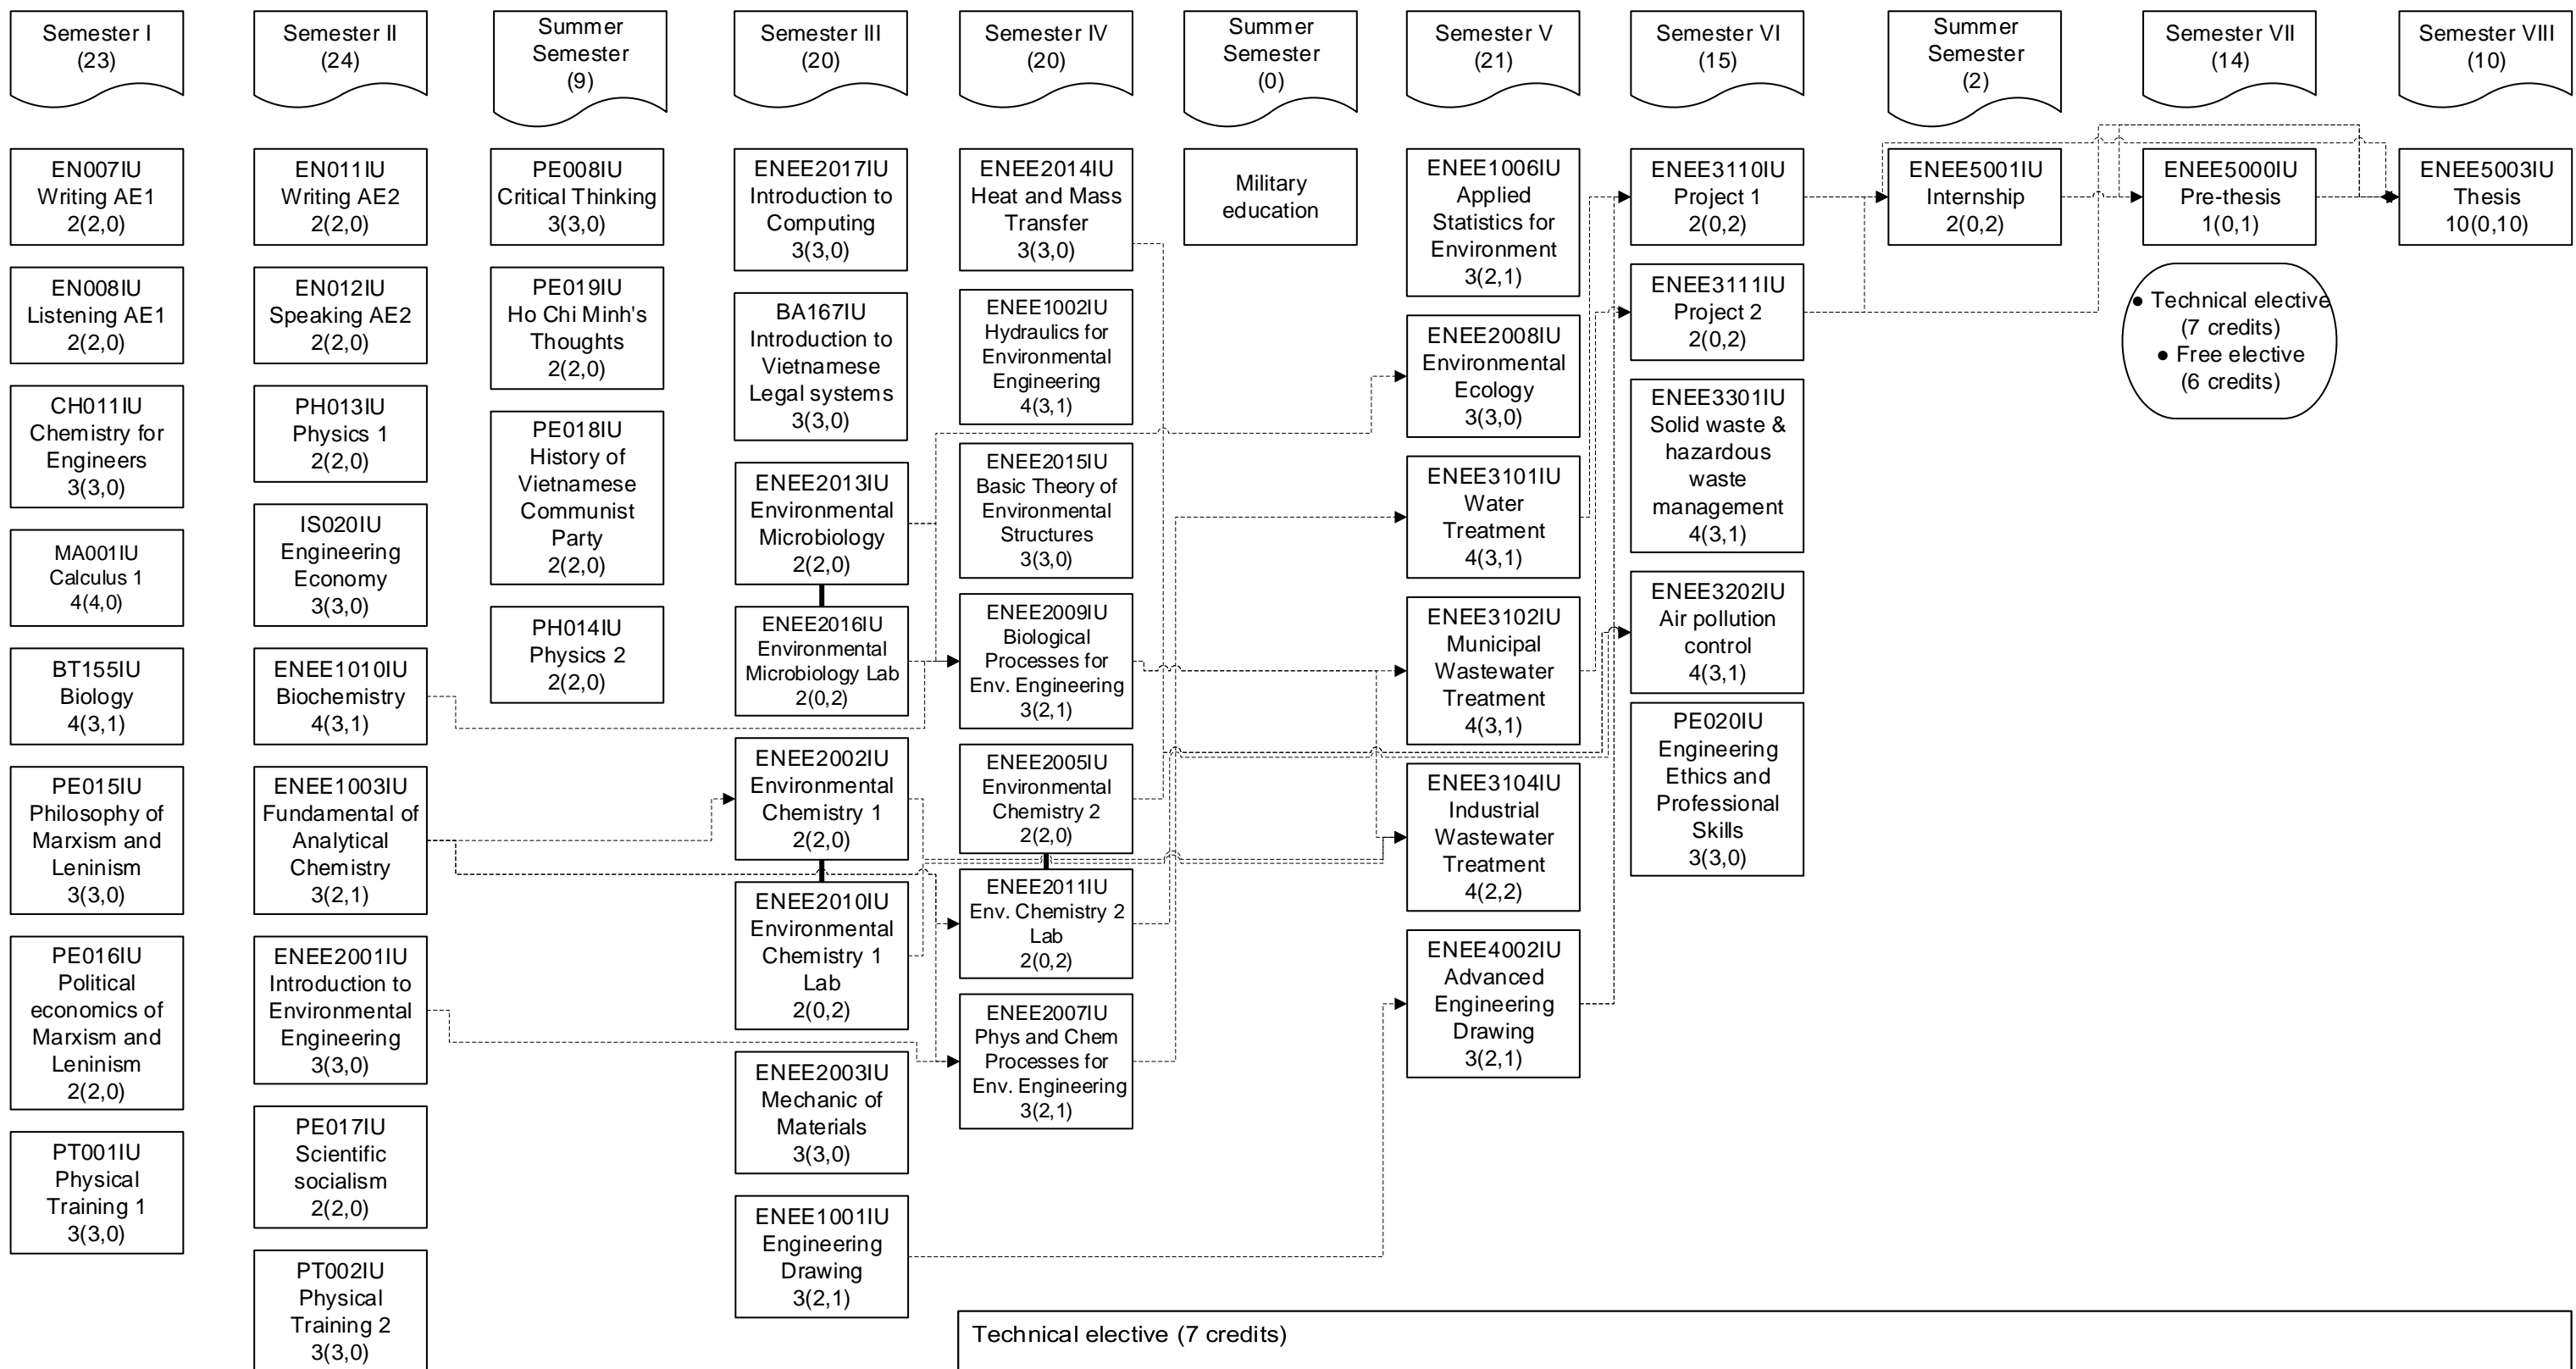 Semester I
(23)
Semester II
(24)
Summer
Semester
(9)
Semester III
(20)
Semester IV
(20)
Summer
Semester
(0)
Semester V
(21)
Semester VI
(15)
Summer
Semester
(2)
Semester VII
(14)
Semester VIII
(10)
EN007IU
Writing AE1
2(2,0)
EN008IU
Listening AE1
2(2,0)
CH011IU
Chemistry for
Engineers
3(3,0)
MA001IU
Calculus 1
4(4,0)
BT155IU
Biology
4(3,1)
PE015IU
Philosophy of
Marxism and
Leninism
3(3,0)
PE016IU
Political
economics of
Marxism and
Leninism
2(2,0)
PT001IU
Physical
Training 1
3(3,0)
EN011IU
Writing AE2
2(2,0)
EN012IU
Speaking AE2
2(2,0)
PH013IU
Physics 1
2(2,0)
IS020IU
Engineering
Economy
3(3,0)
ENEE1010IU
Biochemistry
4(3,1)
ENEE1003IU
Fundamental of
Analytical
Chemistry
3(2,1)
ENEE2001IU
Introduction to
Environmental
Engineering
3(3,0)
PE017IU
Scientific
socialism
2(2,0)
PT002IU
Physical
Training 2
3(3,0)
PE008IU
Critical Thinking
3(3,0)
PE019IU
Ho Chi Minh's
Thoughts
2(2,0)
PE018IU
History of
Vietnamese
Communist
Party
2(2,0)
PH014IU
Physics 2
2(2,0)
ENEE2017IU
Introduction to
Computing
3(3,0)
BA167IU
Introduction to
Vietnamese
Legal systems
3(3,0)
ENEE2013IU
Environmental
Microbiology
2(2,0)
ENEE2016IU
Environmental
Microbiology Lab
2(0,2)
ENEE2002IU
Environmental
Chemistry 1
2(2,0)
ENEE2010IU
Environmental
Chemistry 1
Lab
2(0,2)
ENEE2003IU
Mechanic of
Materials
3(3,0)
ENEE1001IU
Engineering
Drawing
3(2,1)
ENEE2014IU
Heat and Mass
Transfer
3(3,0)
ENEE1002IU
Hydraulics for
Environmental
Engineering
4(3,1)
ENEE2015IU
Basic Theory of
Environmental
Structures
3(3,0)
ENEE2009IU
Biological
Processes for
Env. Engineering
3(2,1)
ENEE2005IU
Environmental
Chemistry 2
2(2,0)
ENEE2011IU
Env. Chemistry 2
Lab
2(0,2)
ENEE2007IU
Phys and Chem
Processes for
Env. Engineering
3(2,1)
Military
education
ENEE1006IU
Applied
Statistics for
Environment
3(2,1)
ENEE2008IU
Environmental
Ecology
3(3,0)
ENEE3101IU
Water
Treatment
4(3,1)
ENEE3102IU
Municipal
Wastewater
Treatment
4(3,1)
ENEE3104IU
Industrial
Wastewater
Treatment
4(2,2)
ENEE4002IU
Advanced
Engineering
Drawing
3(2,1)
ENEE3110IU
Project 1
2(0,2)
ENEE3111IU
Project 2
2(0,2)
ENEE3301IU
Solid waste &
hazardous
waste
management
4(3,1)
ENEE3202IU
Air pollution
control
4(3,1)
PE020IU
Engineering
Ethics and
Professional
Skills
3(3,0)
ENEE5001IU
Internship
2(0,2)
ENEE5000IU
Pre-thesis
1(0,1)
● Technical elective
(7 credits)
● Free elective
(6 credits)
ENEE5003IU
Thesis
10(0,10)
Technical elective (7 credits)